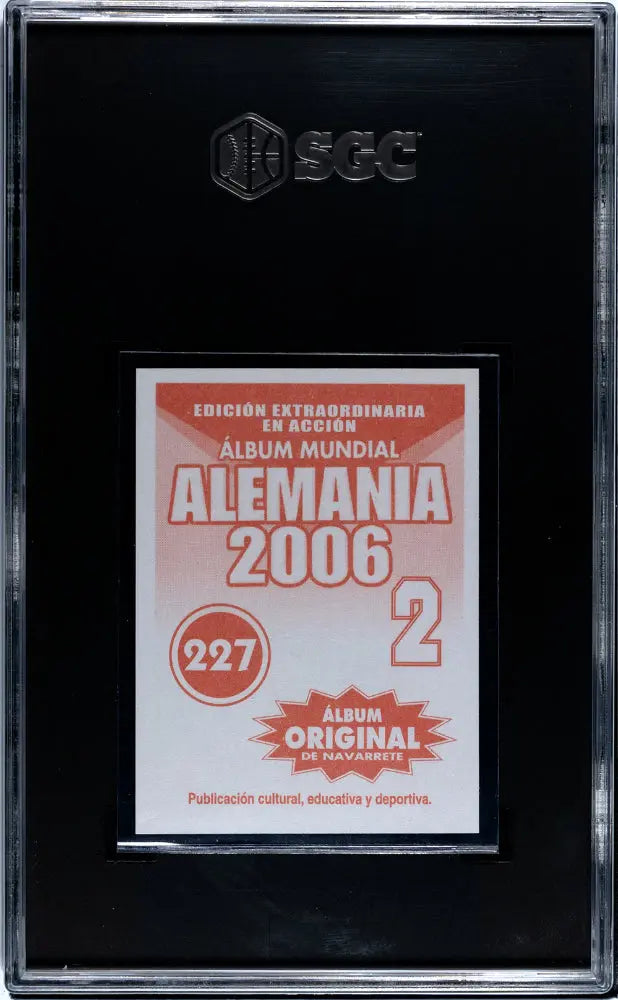 SGC
EDICIÓN EXTRAORDINARIA
EN ACCIÓN
ÁLBUM MUNDIAL
ALEMANIA
2006
2
227
ÁLBUM
ORIGINAL
DE NAVARRETE
Publicación cultural, educativa y deportiva.